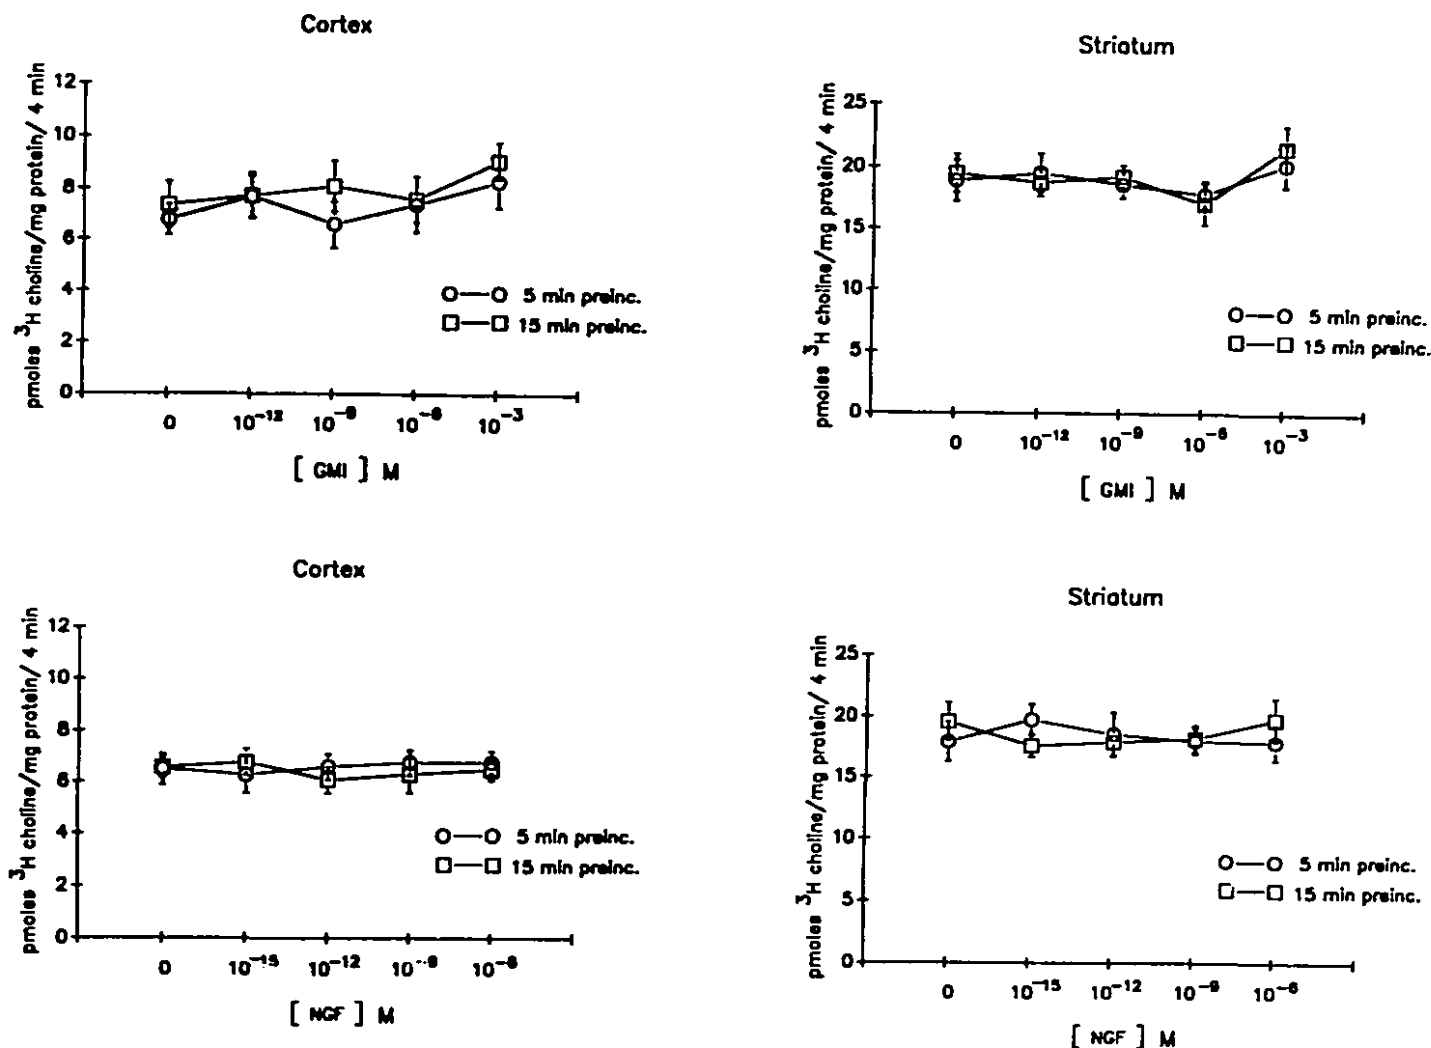 Cortex
pmoles ³H choline/mg protein/ 4 min
12
10
8
6
4
2
0
0 10⁻¹² 10⁻⁹ 10⁻⁶ 10⁻³
[ GMI ] M
5 min preinc.
15 min preinc.
Striatum
pmoles ³H choline/mg protein/ 4 min
25
20
15
10
5
0
0 10⁻¹² 10⁻⁹ 10⁻⁶ 10⁻³
[ GMI ] M
5 min preinc.
15 min preinc.
Cortex
pmoles ³H choline/mg protein/ 4 min
12
10
8
6
4
2
0
0 10⁻¹⁵ 10⁻¹² 10⁻⁹ 10⁻⁶
[ NGF ] M
5 min preinc.
15 min preinc.
Striatum
pmoles ³H choline/mg protein/ 4 min
25
20
15
10
5
0
0 10⁻¹⁵ 10⁻¹² 10⁻⁹ 10⁻⁶
[ NGF ] M
5 min preinc.
15 min preinc.